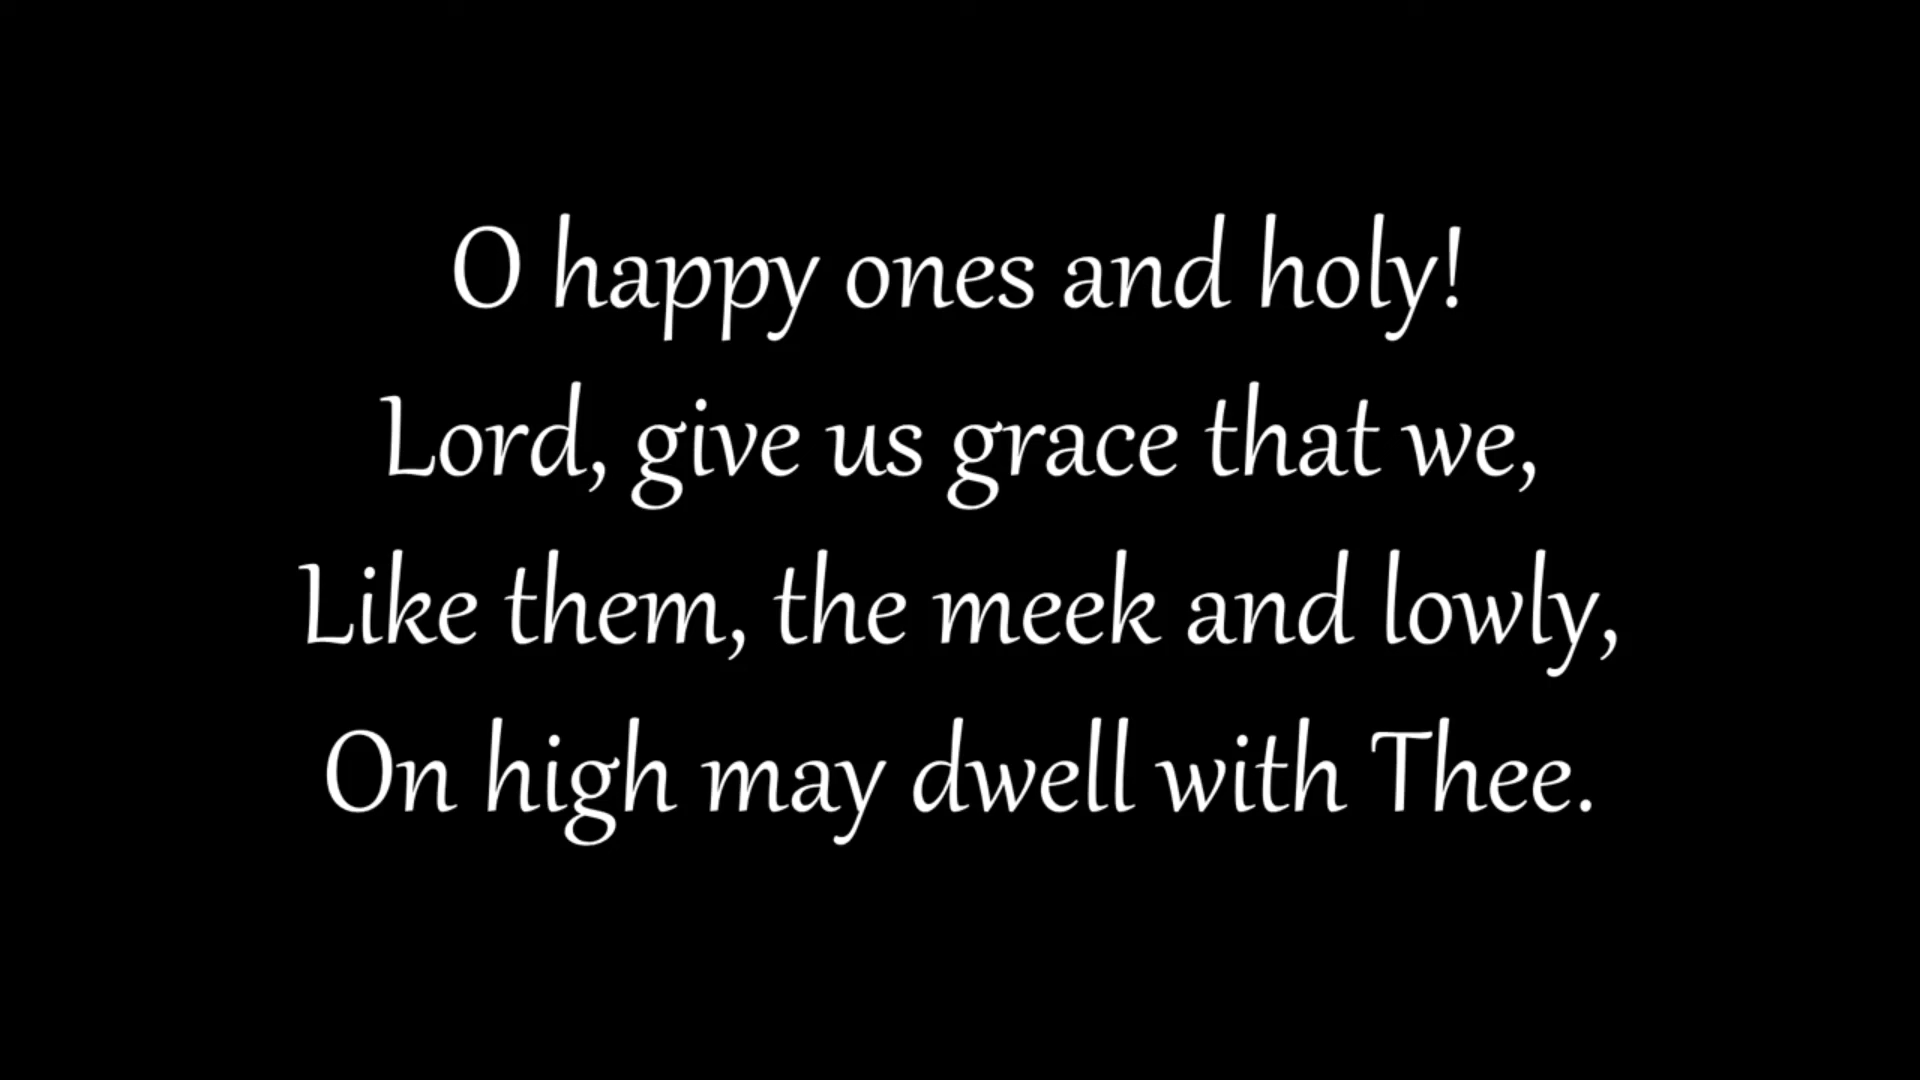 O happy ones and holy!
Lord, give us grace that we,
Like them, the meek and lowly,
On high may dwell with Thee.